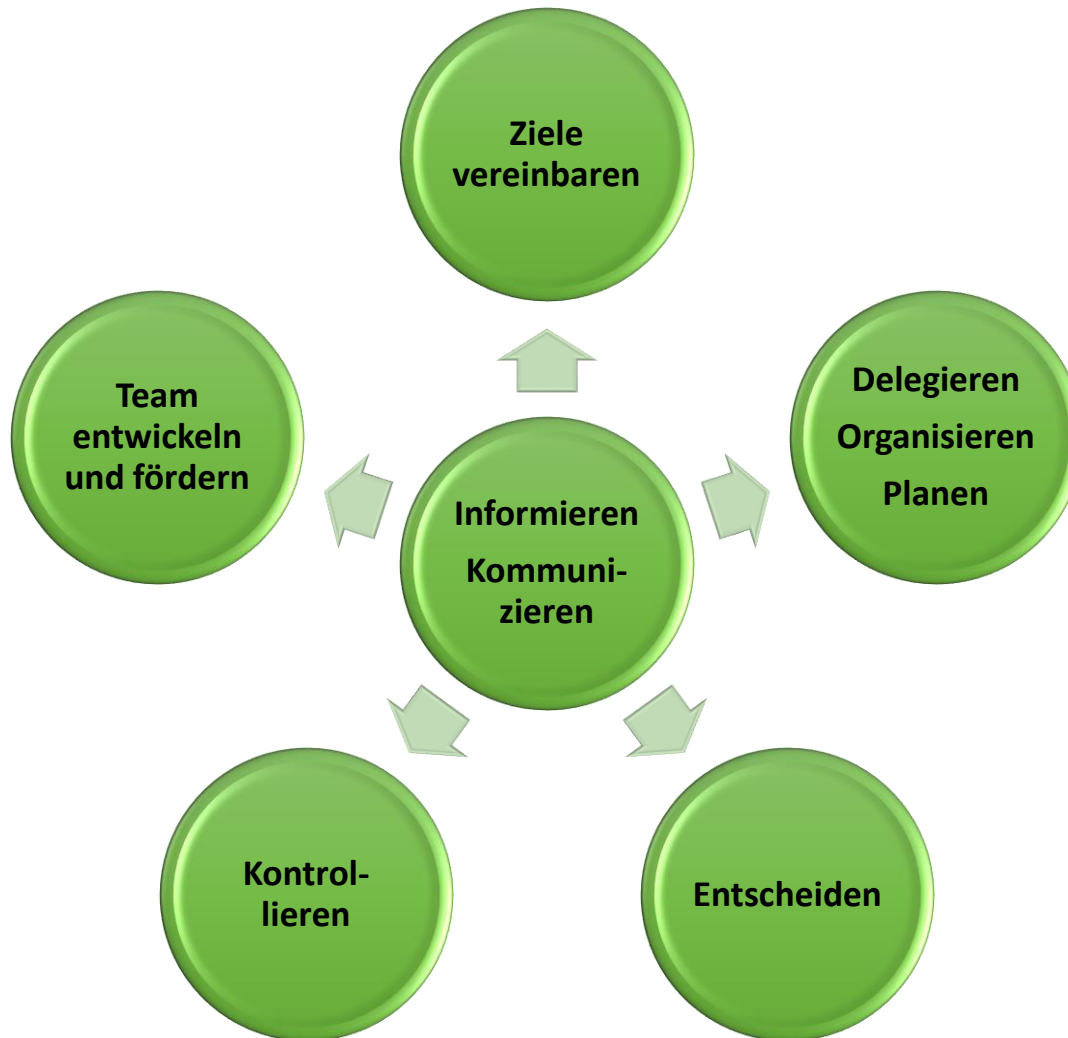 Ziele
vereinbaren
Delegieren
Organisieren
Planen
Team
entwickeln
und fördern
Informieren
Kommuni-
zieren
Kontrol-
lieren
Entscheiden